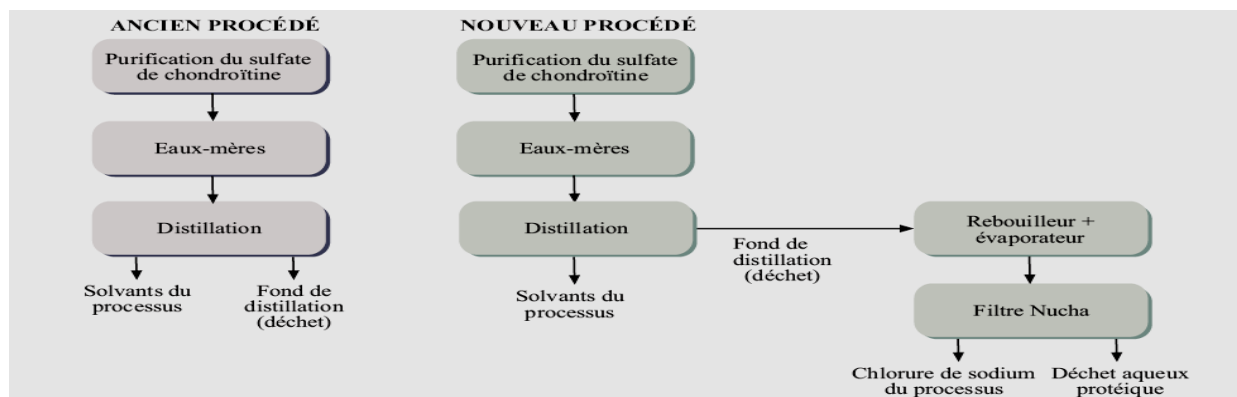 ANCIEN PROCÉDÉ
Purification du sulfate
de chondroïtine
Eaux-mères
Distillation
Solvants du
processus
Fond de
distillation
(déchet)
NOUVEAU PROCÉDÉ
Purification du sulfate
de chondroïtine
Eaux-mères
Distillation
Solvants du
processus
Fond de
distillation
(déchet)
Rebouilleur +
évaporateur
Filtre Nucha
Chlorure de sodium
du processus
Déchet aqueux
protéique